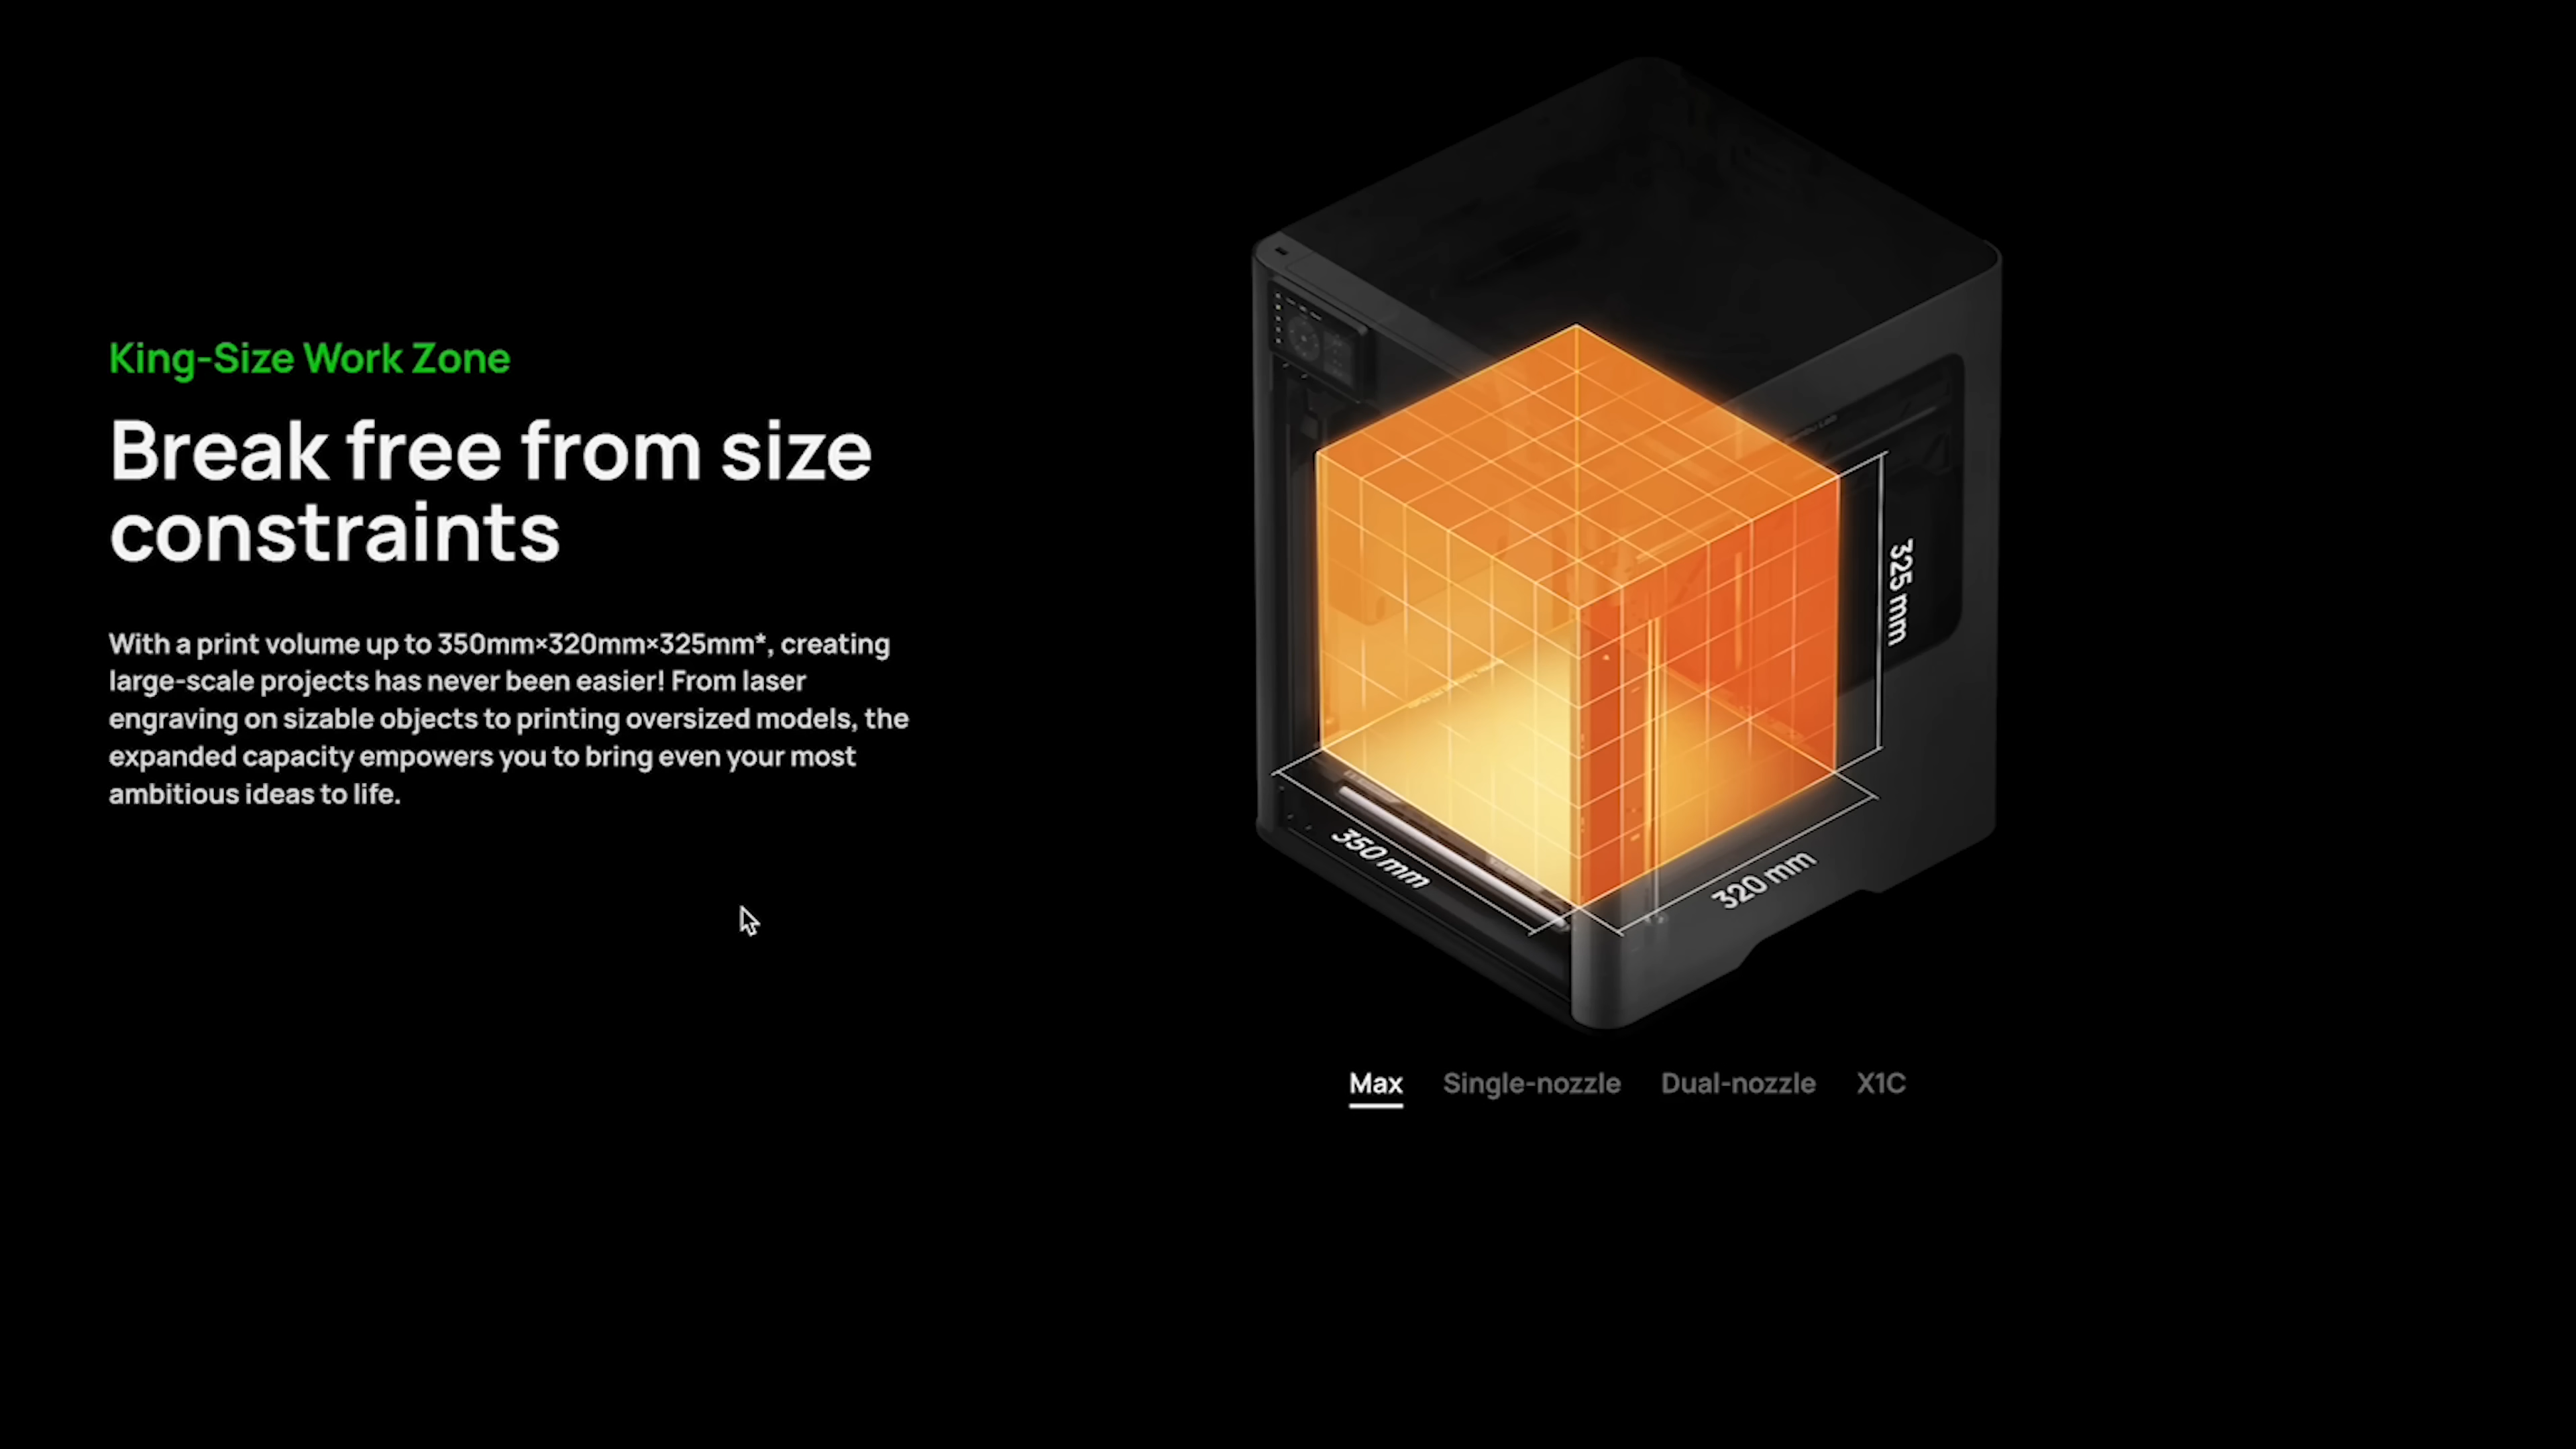 King-Size Work Zone
Break free from size
constraints
With a print volume up to 350mm×320mm×325mm*, creating
large-scale projects has never been easier! From laser
engraving on sizable objects to printing oversized models, the
expanded capacity empowers you to bring even your most
ambitious ideas to life.
325 mm
350 mm
320 mm
Max Single-nozzle Dual-nozzle X1C